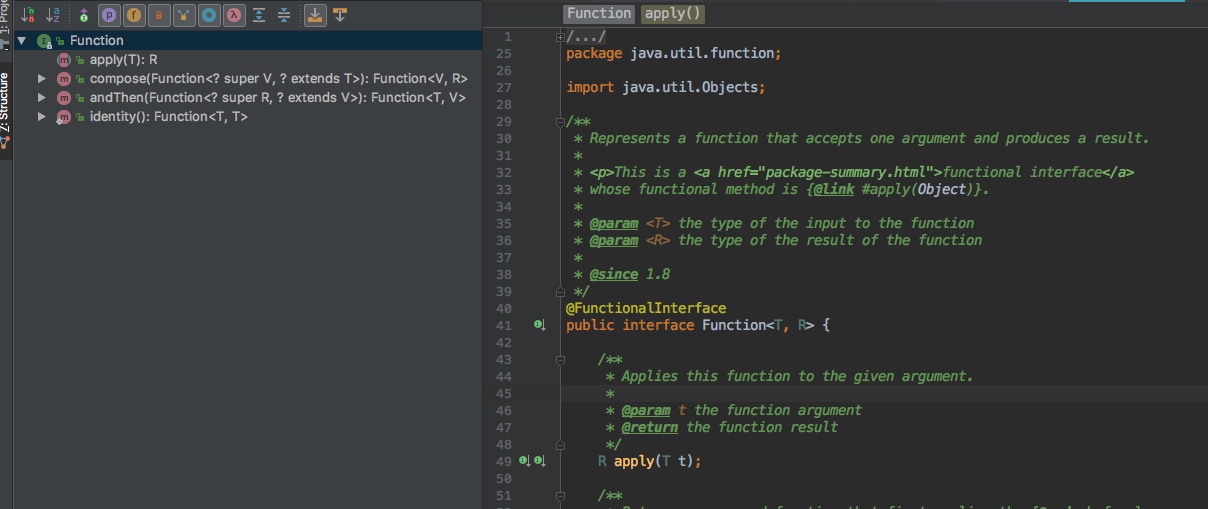 1: Proje
Z: Structure
Function
apply(T): R
compose(Function<? super V, ? extends T>): Function<V, R>
andThen(Function<? super R, ? extends V>): Function<T, V>
identity(): Function<T, T>
Function apply()
1 /.../
25 package java.util.function;
26
27 import java.util.Objects;
28
29 /**
30 * Represents a function that accepts one argument and produces a result.
31 *
32 * <p>This is a <a href="package-summary.html">functional interface</a>
33 * whose functional method is {@link #apply(Object)}.
34 *
35 * @param <T> the type of the input to the function
36 * @param <R> the type of the result of the function
37 *
38 * @since 1.8
39 */
40 @FunctionalInterface
41 public interface Function<T, R> {
42
43 /**
44 * Applies this function to the given argument.
45 *
46 * @param t the function argument
47 * @return the function result
48 */
49 R apply(T t);
50
51 /**